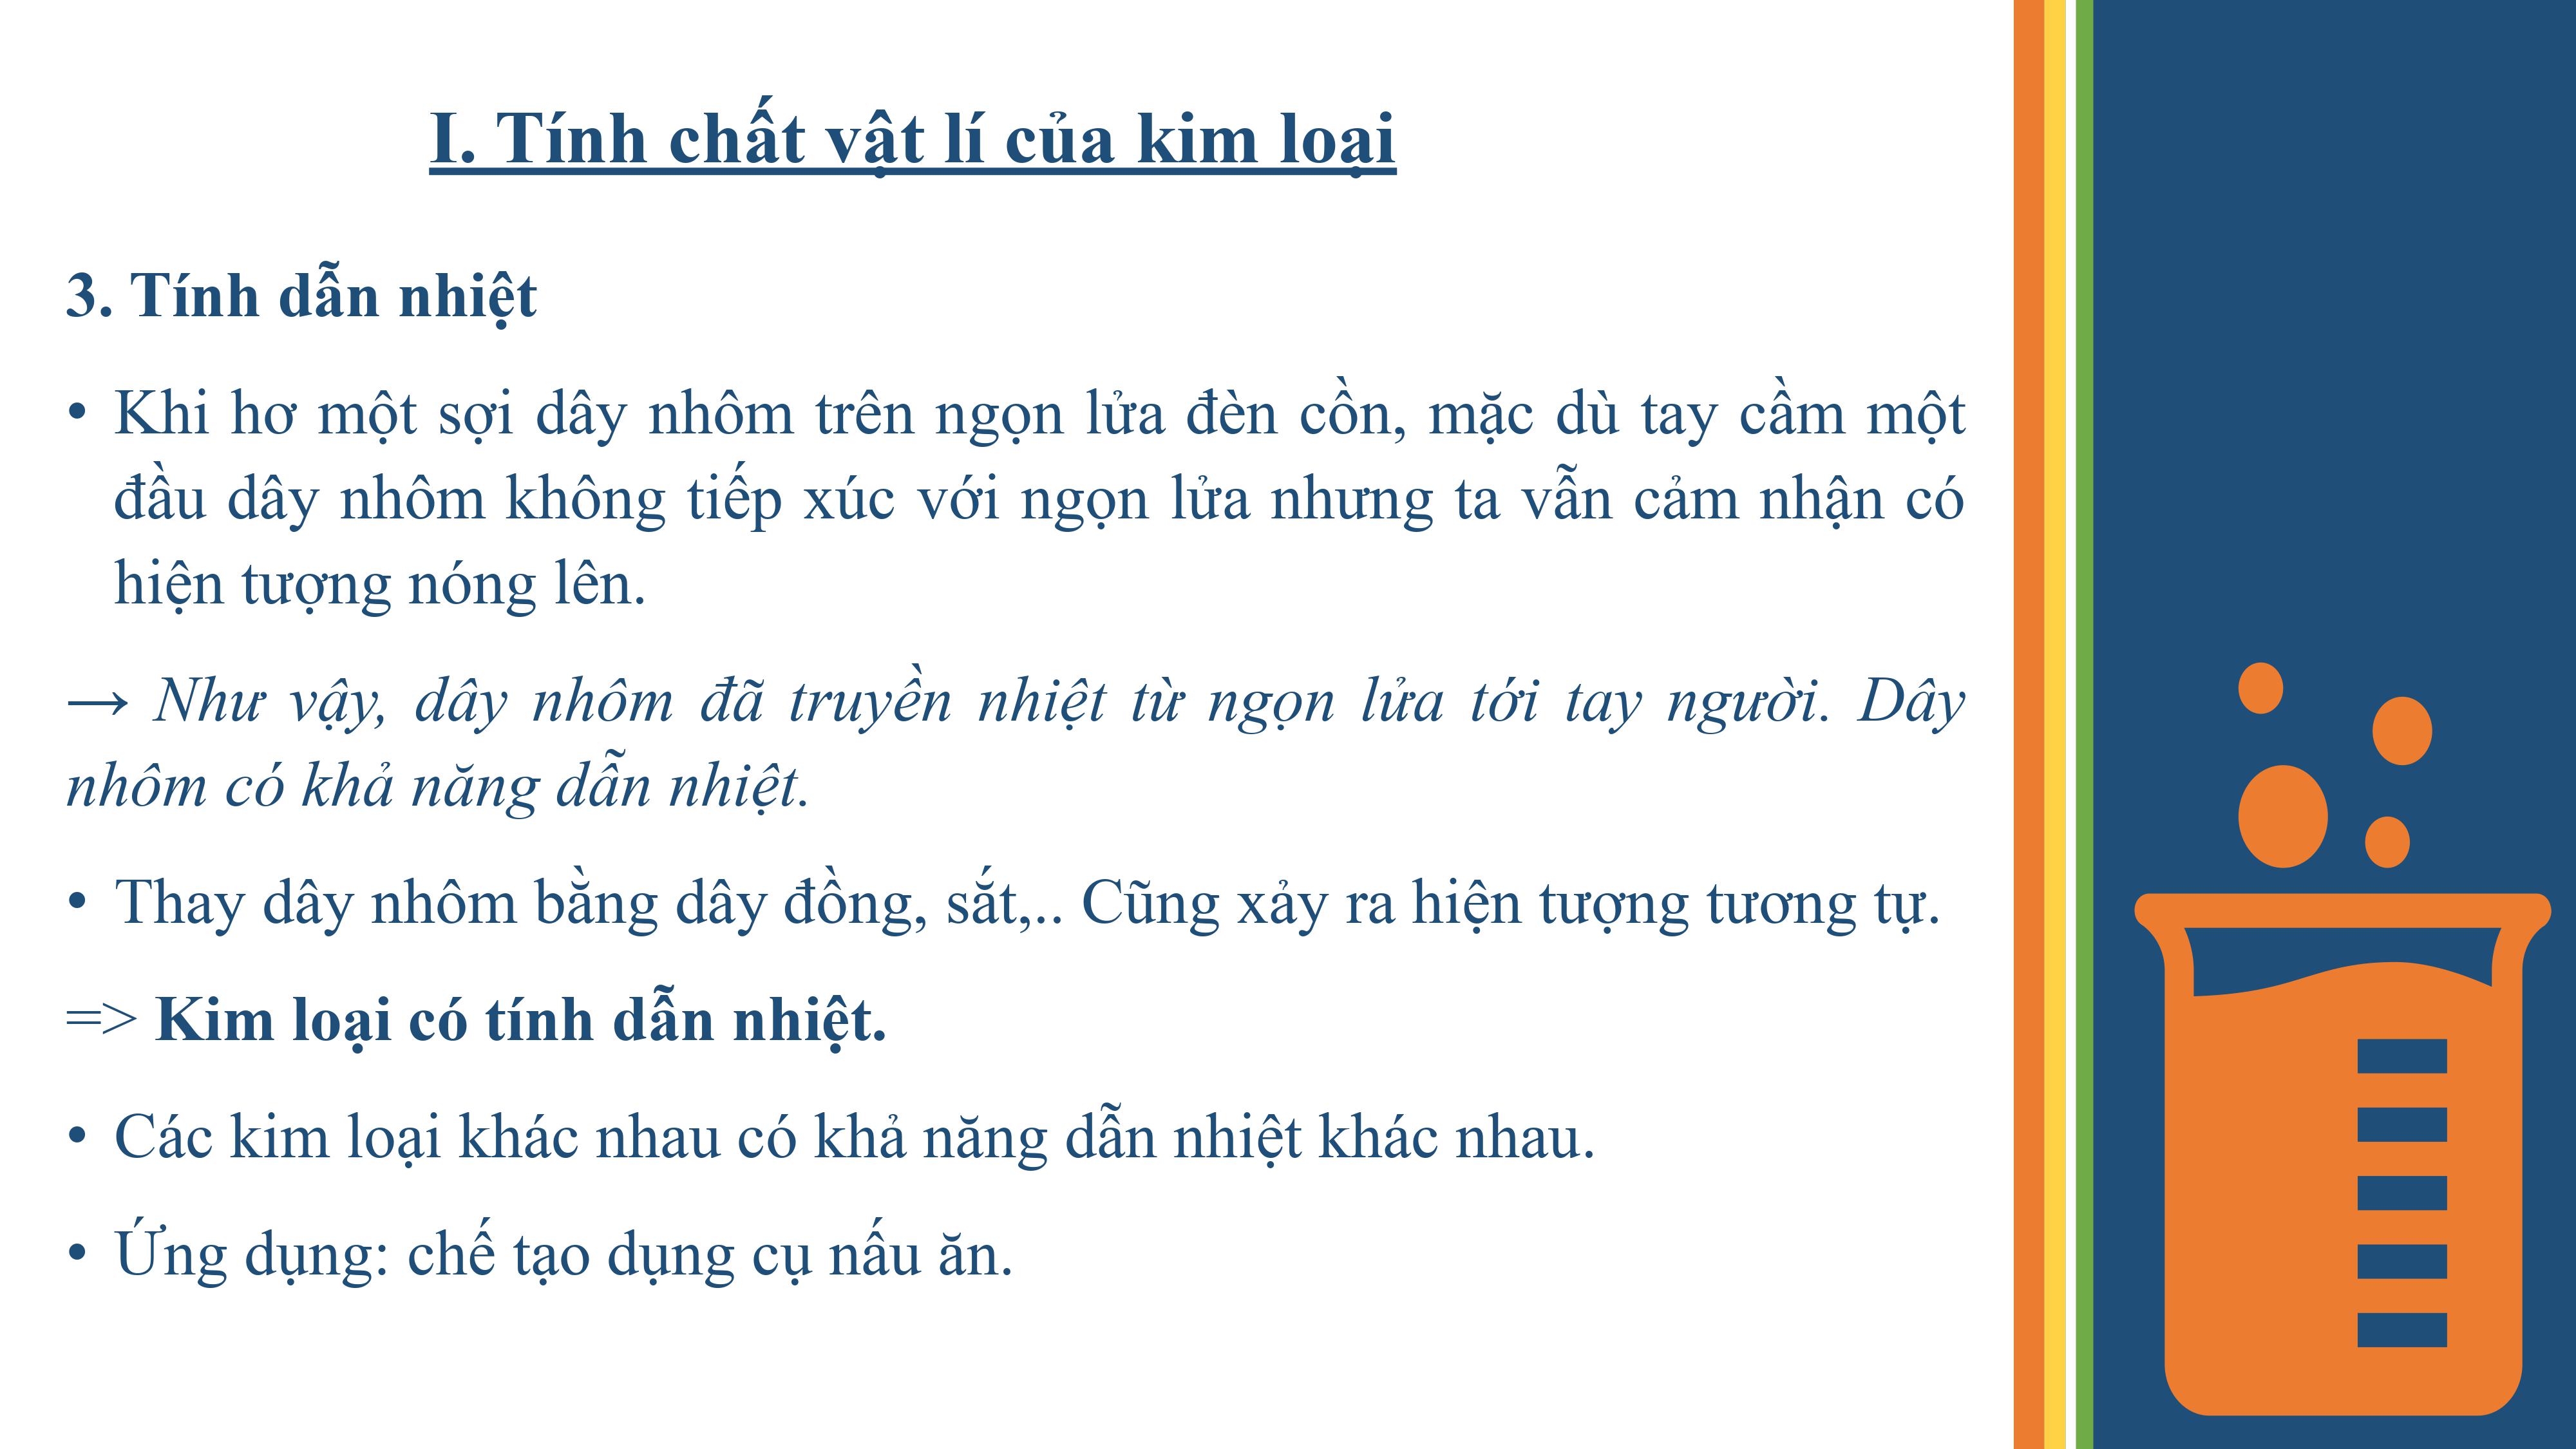 I. Tính chất vật lí của kim loại
3. Tính dẫn nhiệt
• Khi hơ một sợi dây nhôm trên ngọn lửa đèn cồn, mặc dù tay cầm một
đầu dây nhôm không tiếp xúc với ngọn lửa nhưng ta vẫn cảm nhận có
hiện tượng nóng lên.
→ Như vậy, dây nhôm đã truyền nhiệt từ ngọn lửa tới tay người. Dây
nhôm có khả năng dẫn nhiệt.
• Thay dây nhôm bằng dây đồng, sắt,.. Cũng xảy ra hiện tượng tương tự.
=> Kim loại có tính dẫn nhiệt.
• Các kim loại khác nhau có khả năng dẫn nhiệt khác nhau.
• Ứng dụng: chế tạo dụng cụ nấu ăn.